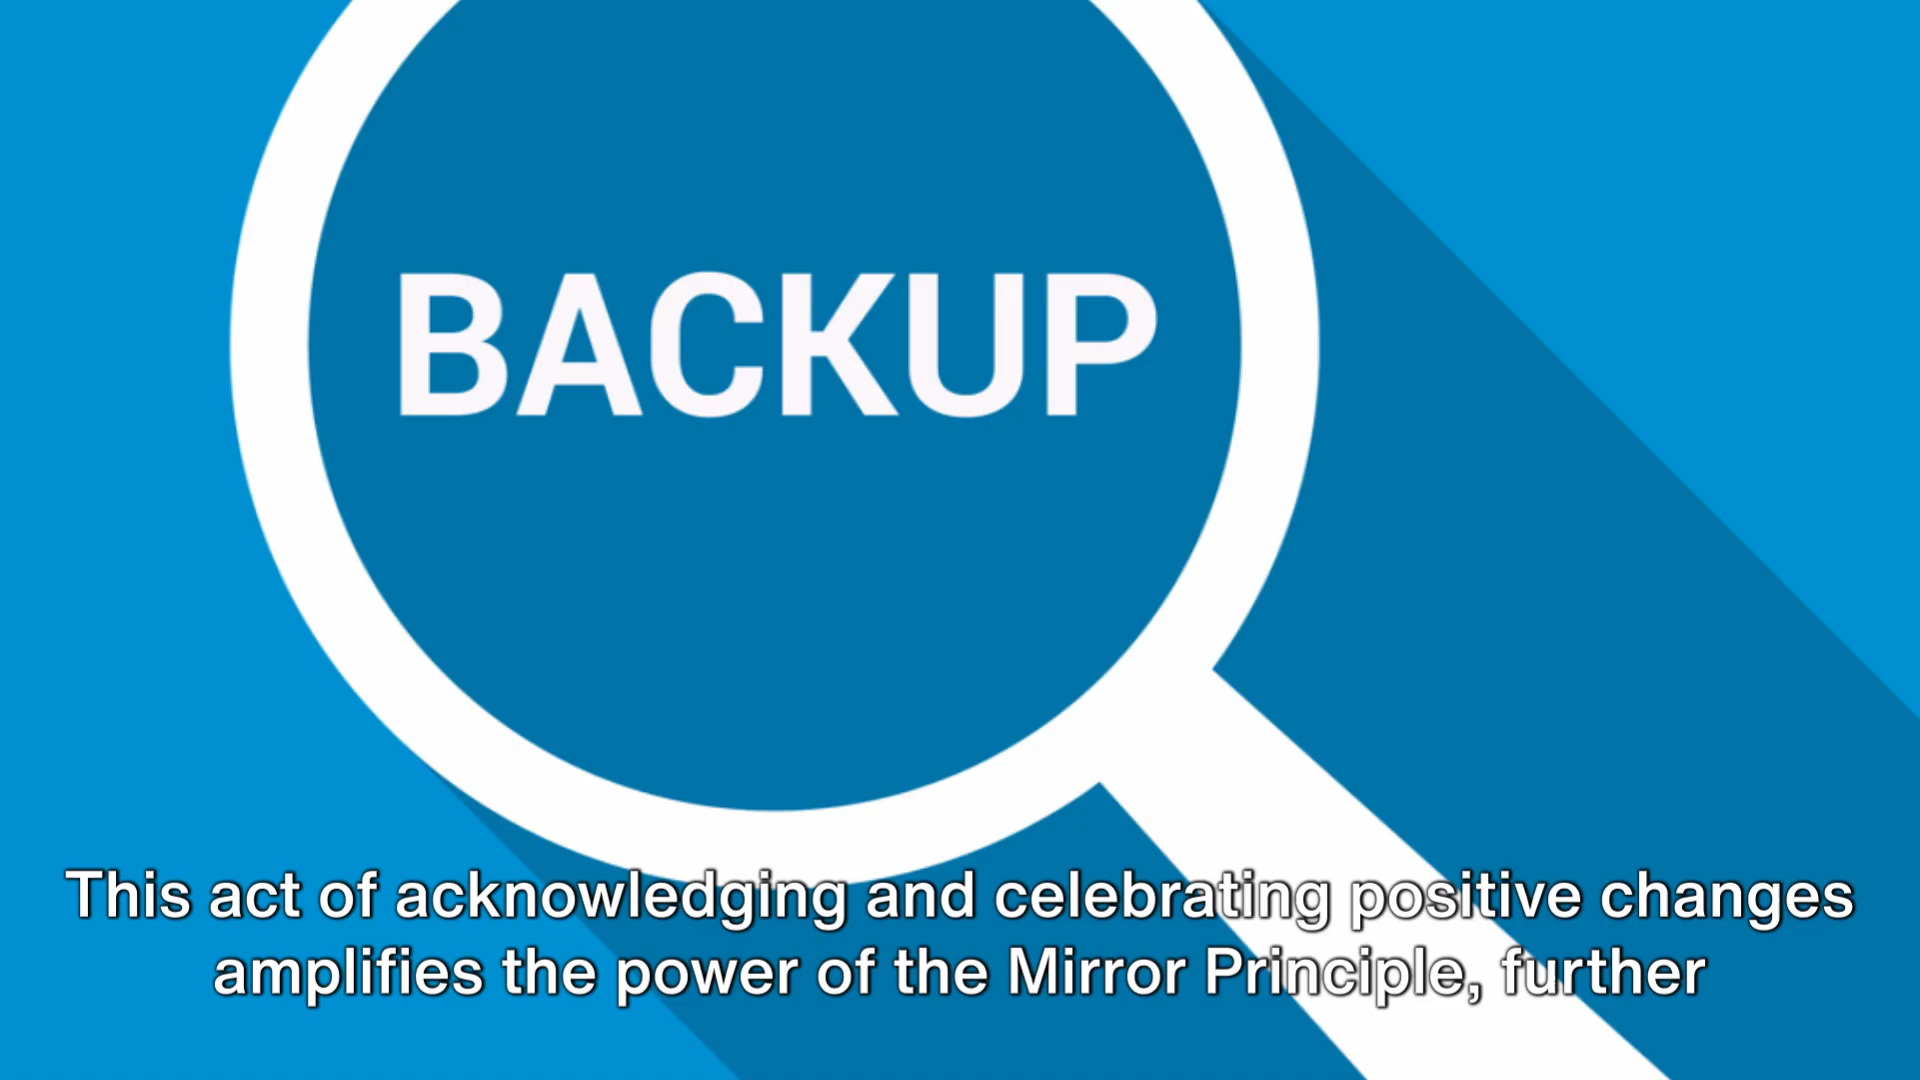 BACKUP
This act of acknowledging and celebrating positive changes
amplifies the power of the Mirror Principle, further